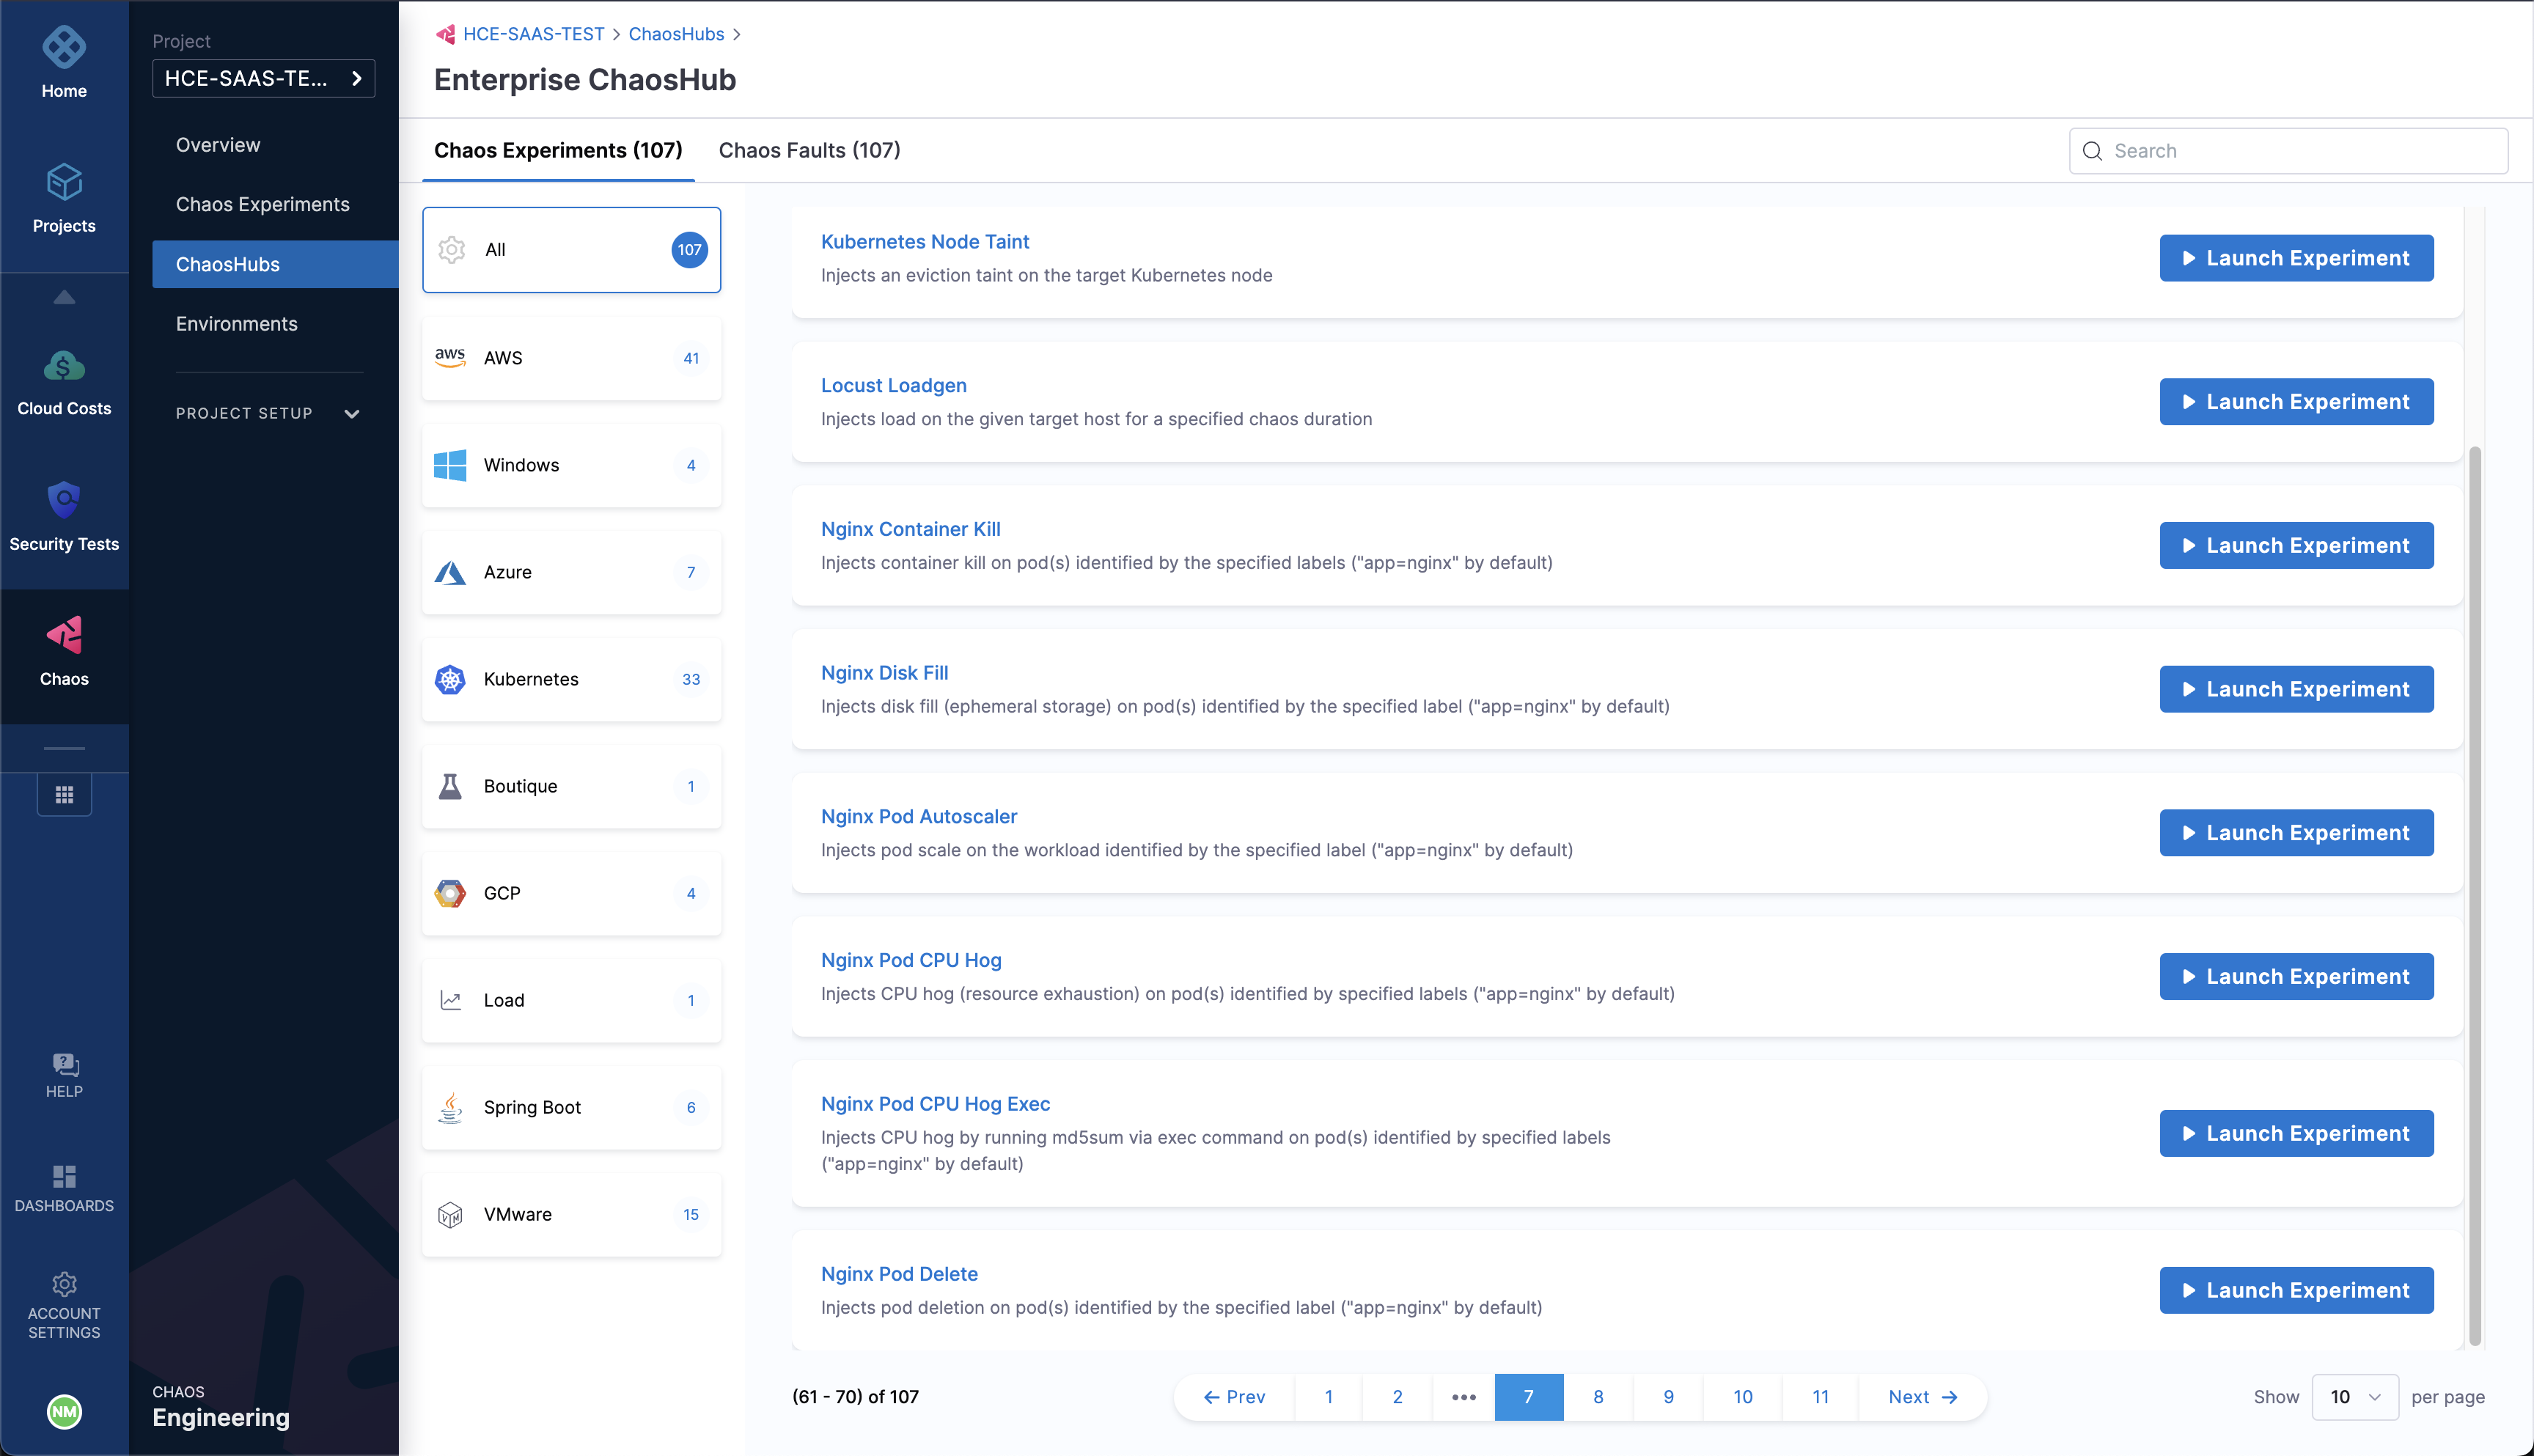 Home
Projects
Cloud Costs
Security Tests
Chaos
HELP
DASHBOARDS
ACCOUNT
SETTINGS
NM
Project
HCE-SAAS-TE...
Overview
Chaos Experiments
ChaosHubs
Environments
PROJECT SETUP
CHAOS
Engineering
HCE-SAAS-TEST > ChaosHubs >
Enterprise ChaosHub
Chaos Experiments (107)
Chaos Faults (107)
Search
All 107
aws AWS 41
Windows 4
Azure 7
Kubernetes 33
Boutique 1
GCP 4
Load 1
Spring Boot 6
VM VMware 15
Kubernetes Node Taint
Injects an eviction taint on the target Kubernetes node
Launch Experiment
Locust Loadgen
Injects load on the given target host for a specified chaos duration
Launch Experiment
Nginx Container Kill
Injects container kill on pod(s) identified by the specified labels ("app=nginx" by default)
Launch Experiment
Nginx Disk Fill
Injects disk fill (ephemeral storage) on pod(s) identified by the specified label ("app=nginx" by default)
Launch Experiment
Nginx Pod Autoscaler
Injects pod scale on the workload identified by the specified label ("app=nginx" by default)
Launch Experiment
Nginx Pod CPU Hog
Injects CPU hog (resource exhaustion) on pod(s) identified by specified labels ("app=nginx" by default)
Launch Experiment
Nginx Pod CPU Hog Exec
Injects CPU hog by running md5sum via exec command on pod(s) identified by specified labels
("app=nginx" by default)
Launch Experiment
Nginx Pod Delete
Injects pod deletion on pod(s) identified by the specified label ("app=nginx" by default)
Launch Experiment
(61 - 70) of 107
← Prev 1 2 ••• 7 8 9 10 11 Next →
Show 10 per page